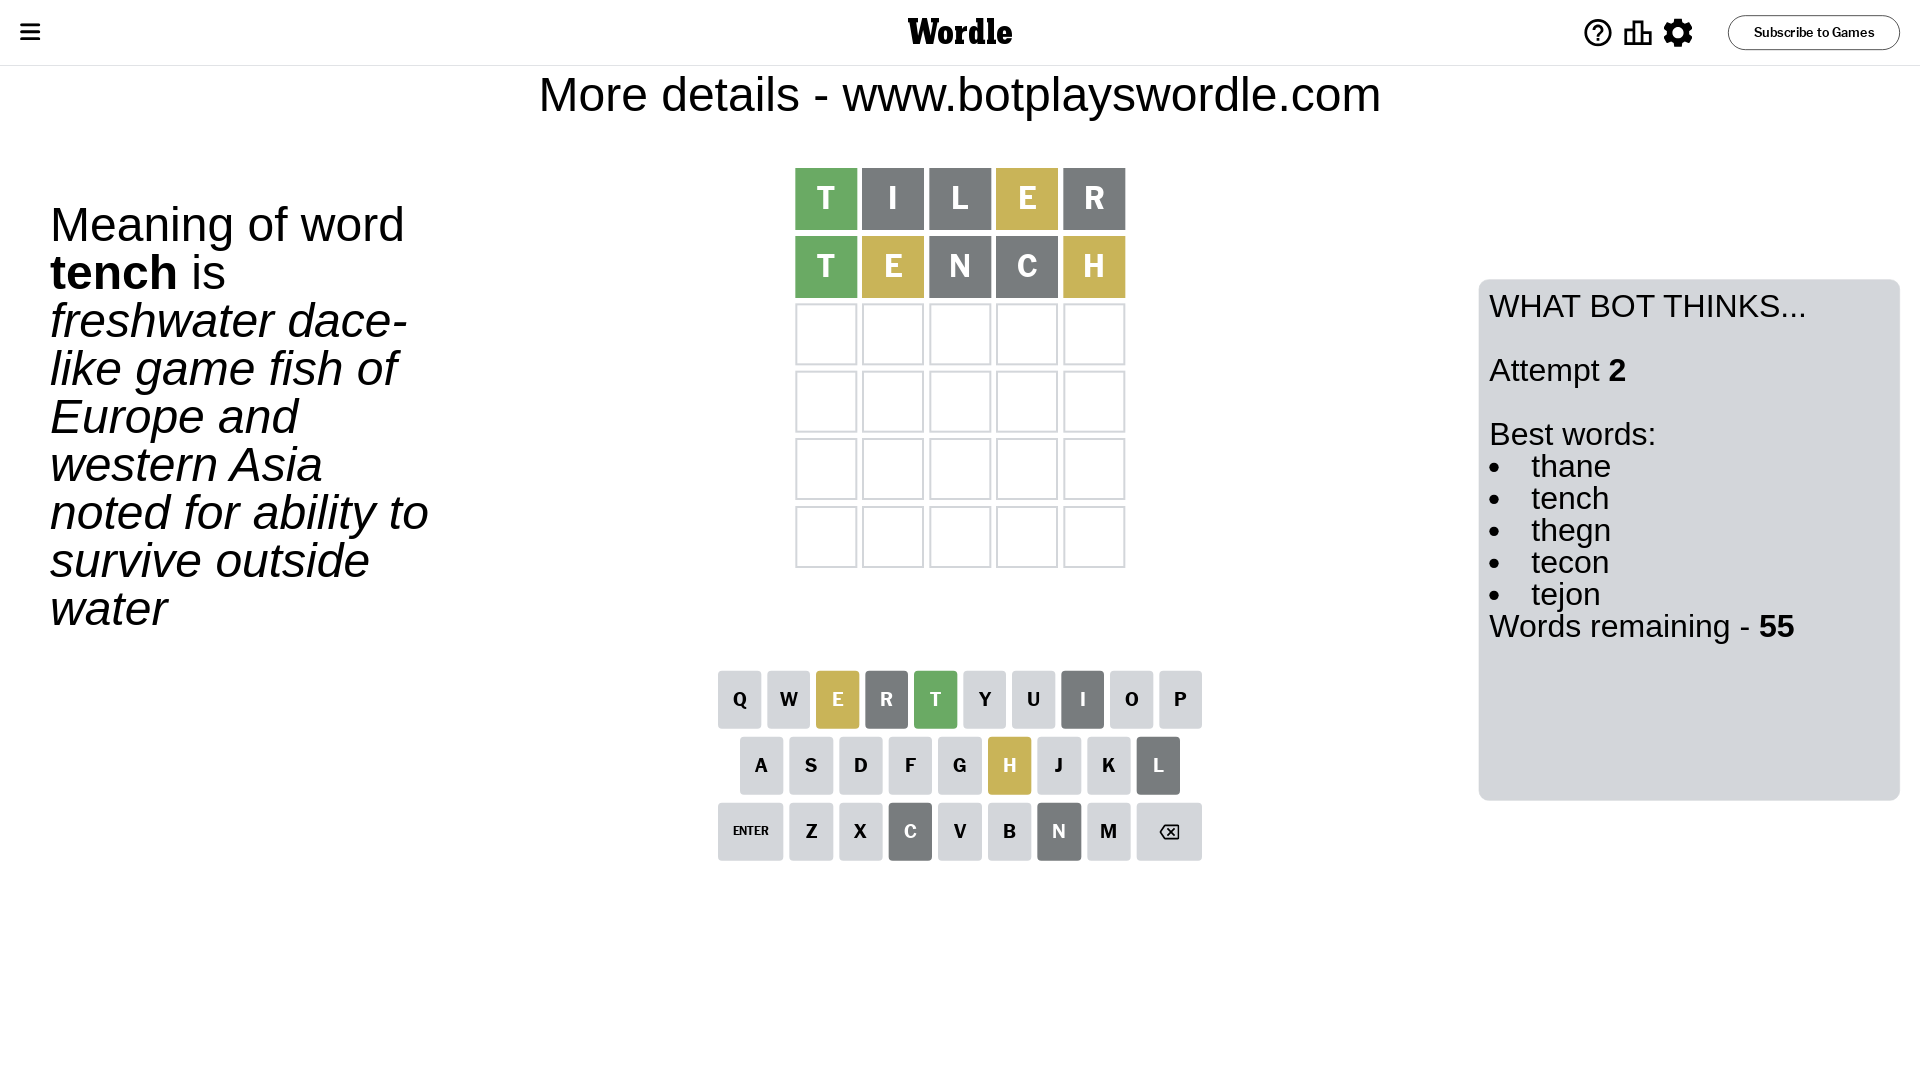 Wordle
Subscribe to Games
More details - www.botplayswordle.com
Meaning of word
tench is
freshwater dace-
like game fish of
Europe and
western Asia
noted for ability to
survive outside
water
T I L E R
T E N C H
WHAT BOT THINKS...
Attempt 2
Best words:
• thane
• tench
• thegn
• tecon
• tejon
Words remaining - 55
Q W E R T Y U I O P
A S D F G H J K L
ENTER Z X C V B N M